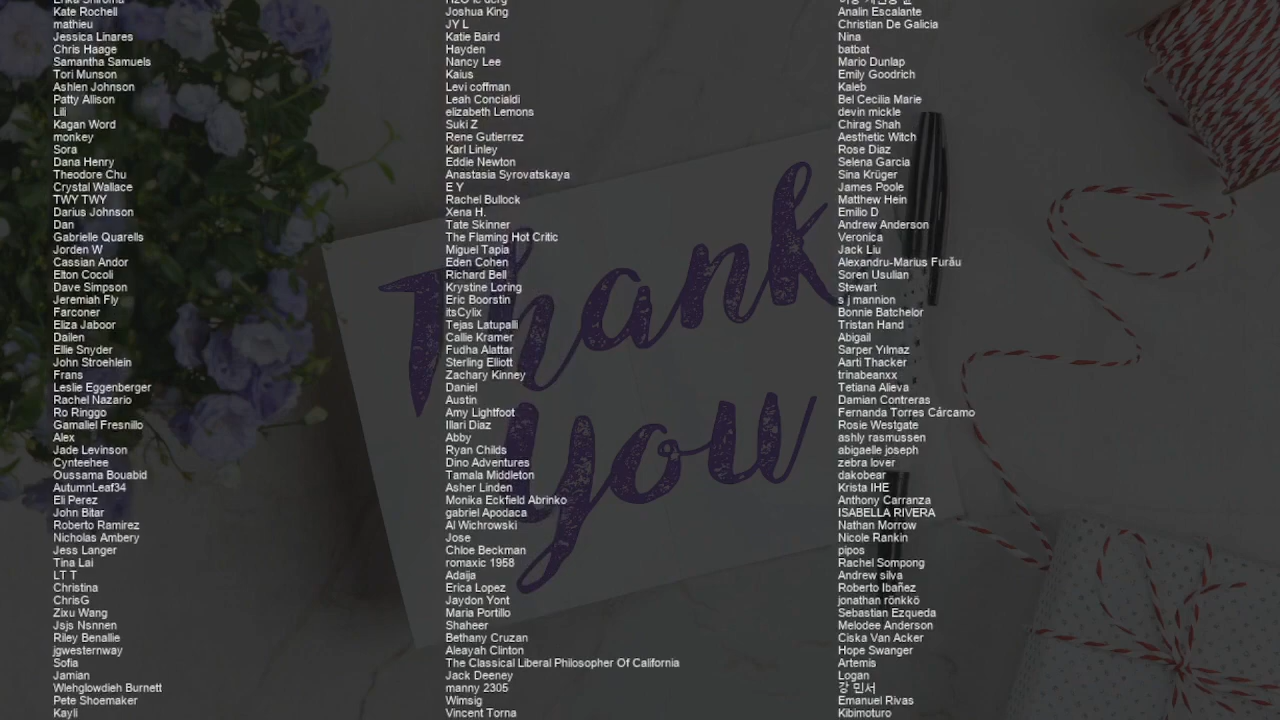 Kate Rochell
mathieu
Jessica Linares
Chris Haage
Samantha Samuels
Tori Munson
Ashlen Johnson
Patty Allison
Lili
Kagan Word
monkey
Sora
Dana Henry
Theodore Chu
Crystal Wallace
TWY TWY
Darius Johnson
Dan
Gabrielle Quarells
Jorden W
Cassian Andor
Elton Cocoli
Dave Simpson
Jeremiah Fly
Farconer
Eliza Jaboor
Dailen
Ellie Snyder
John Stroehlein
Frans
Leslie Eggenberger
Rachel Nazario
Ro Ringgo
Gamaliel Fresnillo
Alex
Jade Levinson
Cynteehee
Oussama Bouabid
AutumnLeaf34
Eli Perez
John Bitar
Roberto Ramirez
Nicholas Ambery
Jess Langer
Tina Lai
LT T
Christina
ChrisG
Zixu Wang
Jsjs Nsnnen
Riley Benallie
jgwesternway
Sofia
Jamian
Wlehglowdieh Burnett
Pete Shoemaker
Kayli
Joshua King
JY L
Katie Baird
Hayden
Nancy Lee
Kaius
Levi coffman
Leah Concialdi
elizabeth Lemons
Suki Z
Rene Gutierrez
Karl Linley
Eddie Newton
Anastasia Syrovatskaya
E Y
Rachel Bullock
Xena H.
Tate Skinner
The Flaming Hot Critic
Miguel Tapia
Eden Cohen
Richard Bell
Krystine Loring
Eric Boorstin
itsCylix
Tejas Latupalli
Callie Kramer
Fudha Alattar
Sterling Elliott
Zachary Kinney
Daniel
Austin
Amy Lightfoot
Illari Diaz
Abby
Ryan Childs
Dino Adventures
Tamala Middleton
Asher Linden
Monika Eckfield Abrinko
gabriel Apodaca
Al Wichrowski
Jose
Chloe Beckman
romaxic 1958
Adaija
Erica Lopez
Jaydon Yont
Maria Portillo
Shaheer
Bethany Cruzan
Aleayah Clinton
The Classical Liberal Philosopher Of California
Jack Deeney
manny 2305
Wimsig
Vincent Torna
Analin Escalante
Christian De Galicia
Nina
batbat
Mario Dunlap
Emily Goodrich
Kaleb
Bel Cecilia Marie
devin mickle
Chirag Shah
Aesthetic Witch
Rose Diaz
Selena Garcia
Sina Krüger
James Poole
Matthew Hein
Emilio D
Andrew Anderson
Veronica
Jack Liu
Alexandru-Marius Furău
Soren Usulian
Stewart
s j mannion
Bonnie Batchelor
Tristan Hand
Abigail
Sarper Yılmaz
Aarti Thacker
trinabeanxx
Tetiana Alieva
Damian Contreras
Fernanda Torres Cárcamo
Rosie Westgate
ashly rasmussen
abigaelle joseph
zebra lover
dakobear
Krista IHE
Anthony Carranza
ISABELLA RIVERA
Nathan Morrow
Nicole Rankin
pipos
Rachel Sompong
Andrew silva
Roberto Ibañez
jonathan rönkkö
Sebastian Ezqueda
Melodee Anderson
Ciska Van Acker
Hope Swanger
Artemis
Logan
강 민서
Emanuel Rivas
Kibimoturo
Thank
you